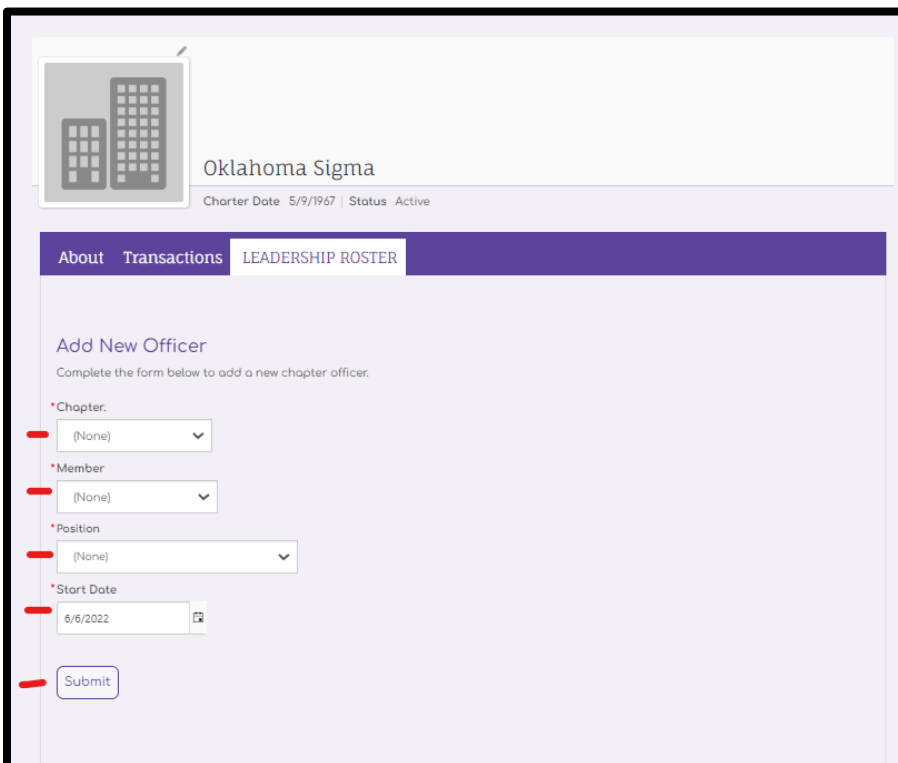 Oklahoma Sigma
Charter Date 5/9/1967 | Status Active
About Transactions LEADERSHIP ROSTER
Add New Officer
Complete the form below to add a new chapter officer.
*Chapter.
(None)
*Member
(None)
*Position
(None)
*Start Date
6/6/2022
Submit